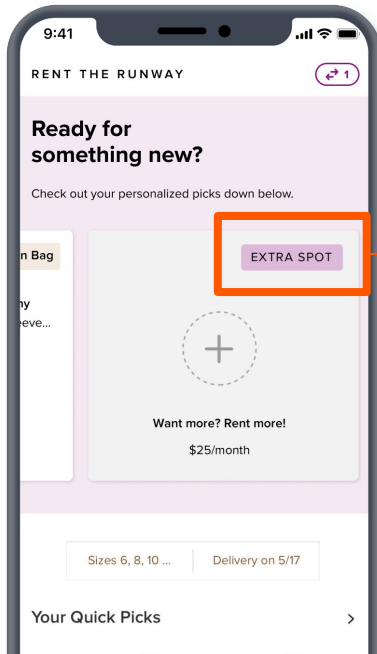 9:41
RENT THE RUNWAY
1
Ready for
something new?
Check out your personalized picks down below.
n Bag
ny
eeve...
EXTRA SPOT
Want more? Rent more!
$25/month
Sizes 6, 8, 10 ...
Delivery on 5/17
Your Quick Picks